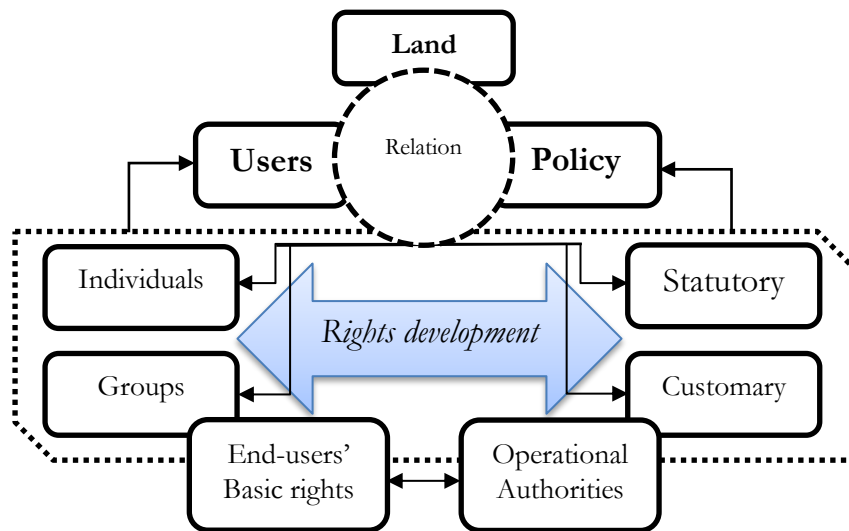 Land
Relation
Users
Policy
Individuals
Statutory
Rights development
Groups
Customary
End-users'
Basic rights
Operational
Authorities